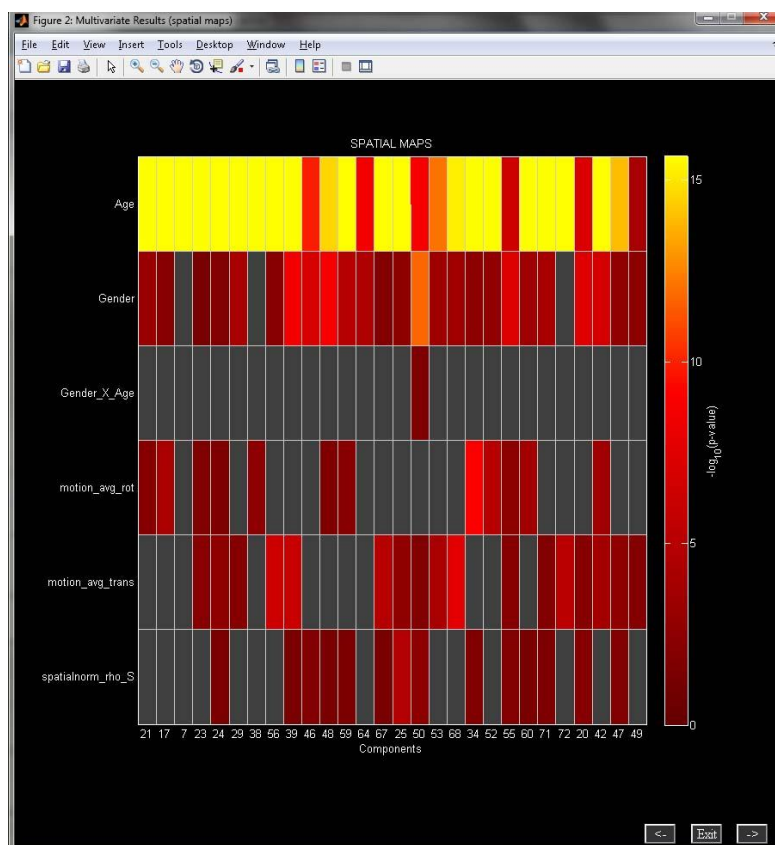 Figure 2: Multivariate Results (spatial maps)
File Edit View Insert Tools Desktop Window Help
SPATIAL MAPS
Age
Gender
Gender_X_Age
motion_avg_rot
motion_avg_trans
spatialnorm_rho_S
21 17 7 23 24 29 38 56 39 46 48 59 64 67 25 50 53 68 34 52 55 60 71 72 20 42 47 49
Components
15
10
5
0
-log10(p-value)
<- Exit ->